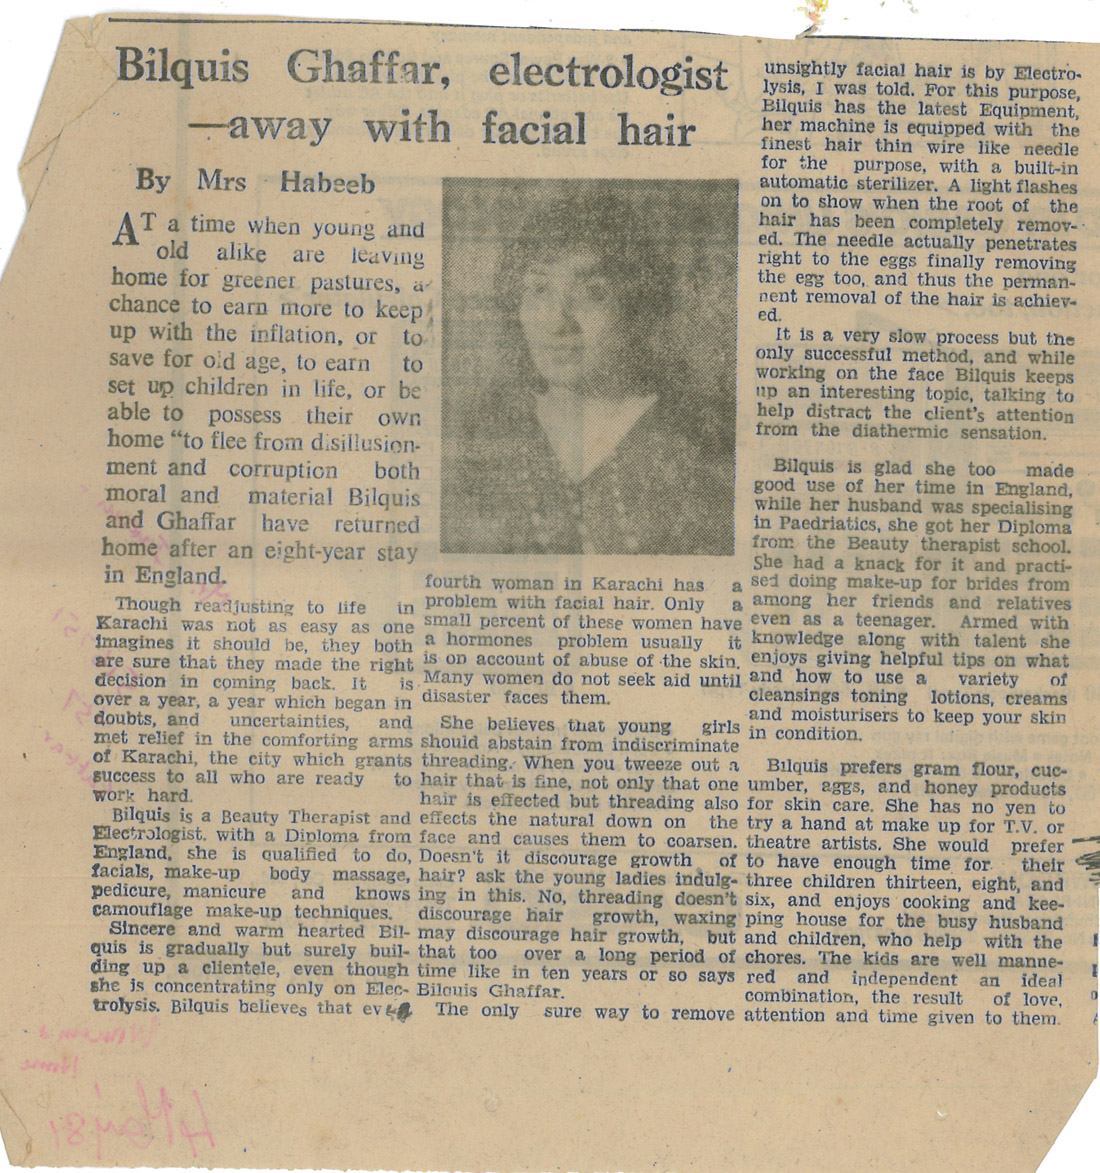 Bilquis Ghaffar, electrologist
—away with facial hair
By Mrs Habeeb
AT a time when young and
old alike are leaving
home for greener pastures, a
chance to earn more to keep
up with the inflation, or to
save for old age, to earn to
set up children in life, or be
able to possess their own
home "to flee from disillusion-
ment and corruption both
moral and material Bilquis
and Ghaffar have returned
home after an eight-year stay
in England.
Though readjusting to life in
Karachi was not as easy as one
imagines it should be, they both
are sure that they made the right
decision in coming back. It is
over a year, a year which began in
doubts, and uncertainties, and
met relief in the comforting arms
of Karachi, the city which grants
success to all who are ready to
work hard.
Bilquis is a Beauty Therapist and
Electrologist. with a Diploma from
England, she is qualified to do,
facials, make-up body massage,
pedicure, manicure and knows
camouflage make-up techniques.
Sincere and warm hearted Bil-
quis is gradually but surely buil-
ding up a clientele, even though
she is concentrating only on Elec-
trolysis. Bilquis believes that
fourth woman in Karachi has a
problem with facial hair. Only a
small percent of these women have
a hormones problem usually it
is on account of abuse of the skin.
Many women do not seek aid until
disaster faces them.
She believes that young girls
should abstain from indiscriminate
threading. When you tweeze out a
hair that is fine, not only that one
hair is effected but threading also
effects the natural down on the
face and causes them to coarsen.
Doesn't it discourage growth of
hair? ask the young ladies indulg-
ing in this. No, threading doesn't
discourage hair growth, waxing
may discourage hair growth, but
that too over a long period of
time like in ten years or so says
Bilquis Ghaffar.
The only sure way to remove
unsightly facial hair is by Electro-
lysis, I was told. For this purpose,
Bilquis has the latest Equipment,
her machine is equipped with the
finest hair thin wire like needle
for the purpose, with a built-in
automatic sterilizer. A light flashes
on to show when the root of the
hair has been completely remov-
ed. The needle actually penetrates
right to the eggs finally removing
the egg too, and thus the perman-
nent removal of the hair is achiev-
ed.
It is a very slow process but the
only successful method, and while
working on the face Bilquis keeps
up an interesting topic, talking to
help distract the client's attention
from the diathermic sensation.
Bilquis is glad she too made
good use of her time in England,
while her husband was specialising
in Paedriatics, she got her Diploma
from the Beauty therapist school.
She had a knack for it and practi-
sed doing make-up for brides from
among her friends and relatives
even as a teenager. Armed with
knowledge along with talent she
enjoys giving helpful tips on what
and how to use a variety of
cleansings toning lotions, creams
and moisturisers to keep your skin
in condition.
Bilquis prefers gram flour, cuc-
umber, aggs, and honey products
for skin care. She has no yen to
try a hand at make up for T.V. or
theatre artists. She would prefer
to have enough time for their
three children thirteen, eight, and
six, and enjoys cooking and kee-
ping house for the busy husband
and children, who help with the
chores. The kids are well manne-
red and independent an ideal
combination, the result of love,
attention and time given to them.